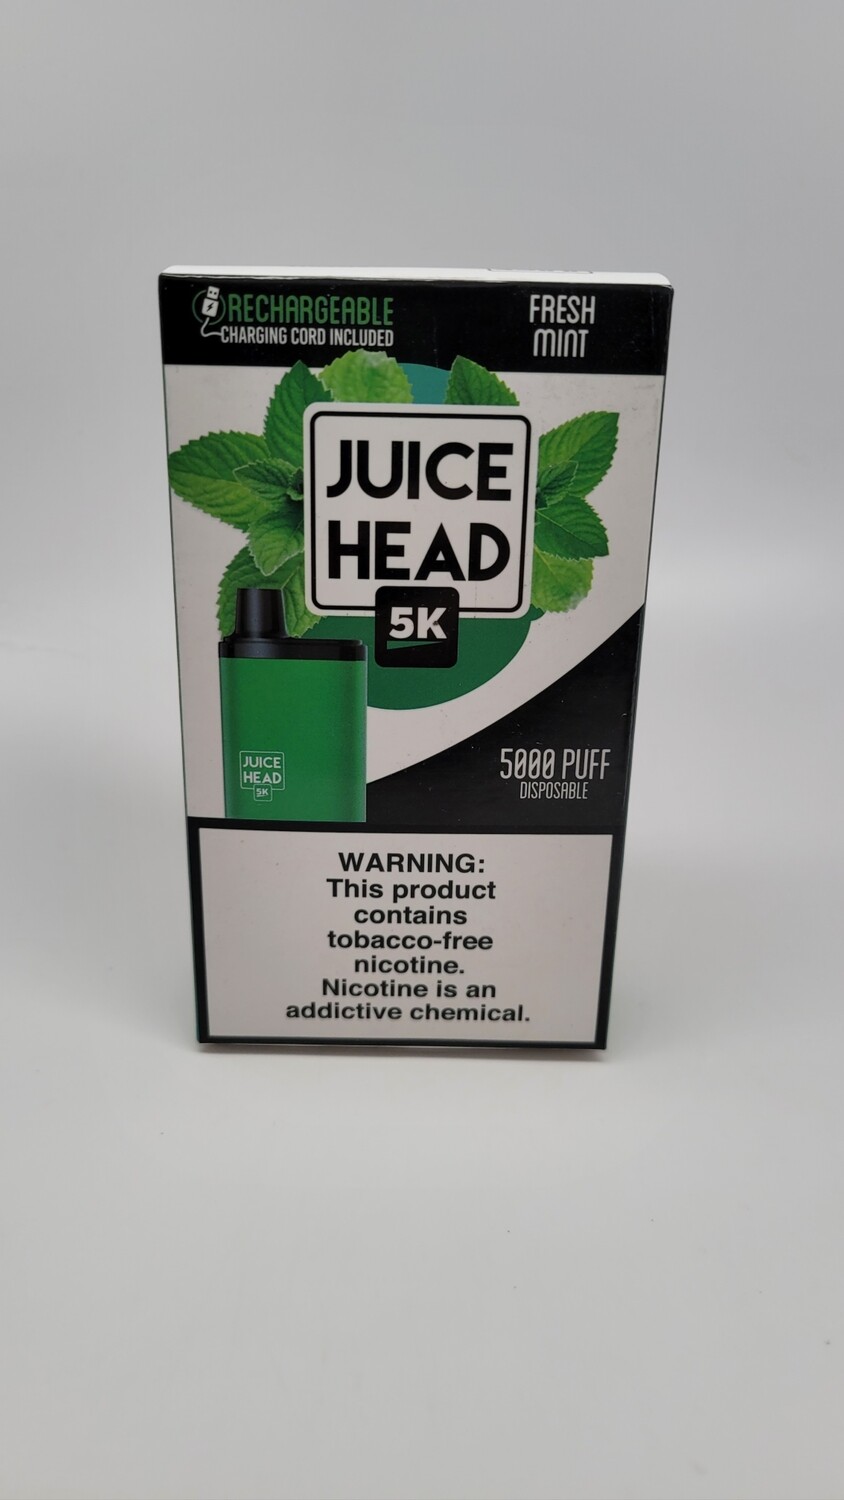 RECHARGEABLE
CHARGING CORD INCLUDED
FRESH
MINT
JUICE
HEAD
5K
JUICE
HEAD
5K
5000 PUFF
DISPOSABLE
WARNING:
This product
contains
tobacco-free
nicotine.
Nicotine is an
addictive chemical.